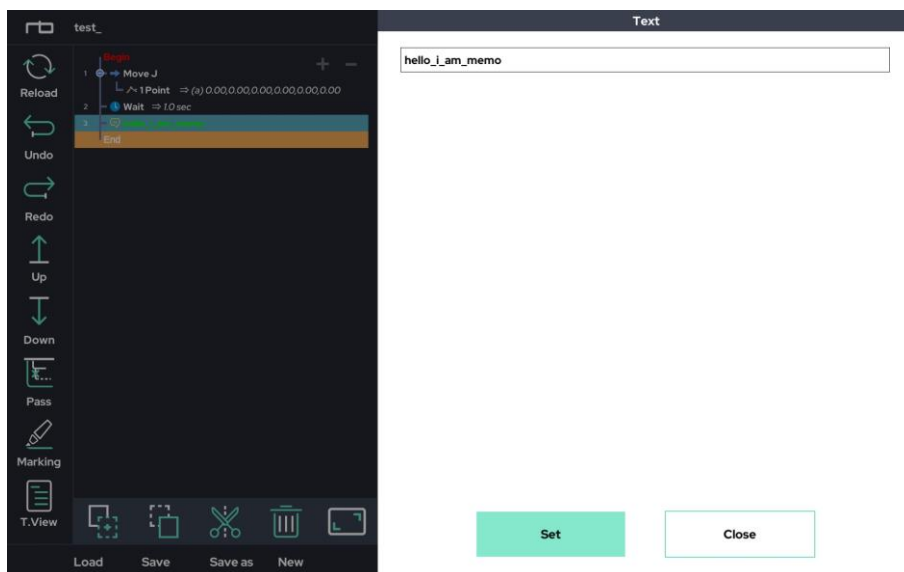 test_
Text
Reload
Undo
Redo
Up
Down
Pass
Marking
T.View
Begin
1 Move J
1 Point ⇒ (a) 0.00,0.00,0.00,0.00,0.00,0.00
2 Wait ⇒ 1.0 sec
3 hello_i_am_memo
End
Load Save Save as New
hello_i_am_memo
Set Close